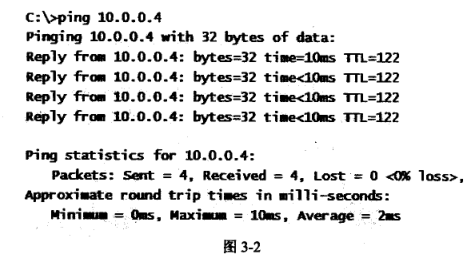 C:\>ping 10.0.0.4
Pinging 10.0.0.4 with 32 bytes of data:
Reply from 10.0.0.4: bytes=32 time=10ms TTL=122
Reply from 10.0.0.4: bytes=32 time<10ms TTL=122
Reply from 10.0.0.4: bytes=32 time<10ms TTL=122
Reply from 10.0.0.4: bytes=32 time<10ms TTL=122
Ping statistics for 10.0.0.4:
Packets: Sent = 4, Received = 4, Lost = 0 <0% loss>,
Approximate round trip times in milli-seconds:
Minimum = 0ms, Maximum = 10ms, Average = 2ms
图 3-2